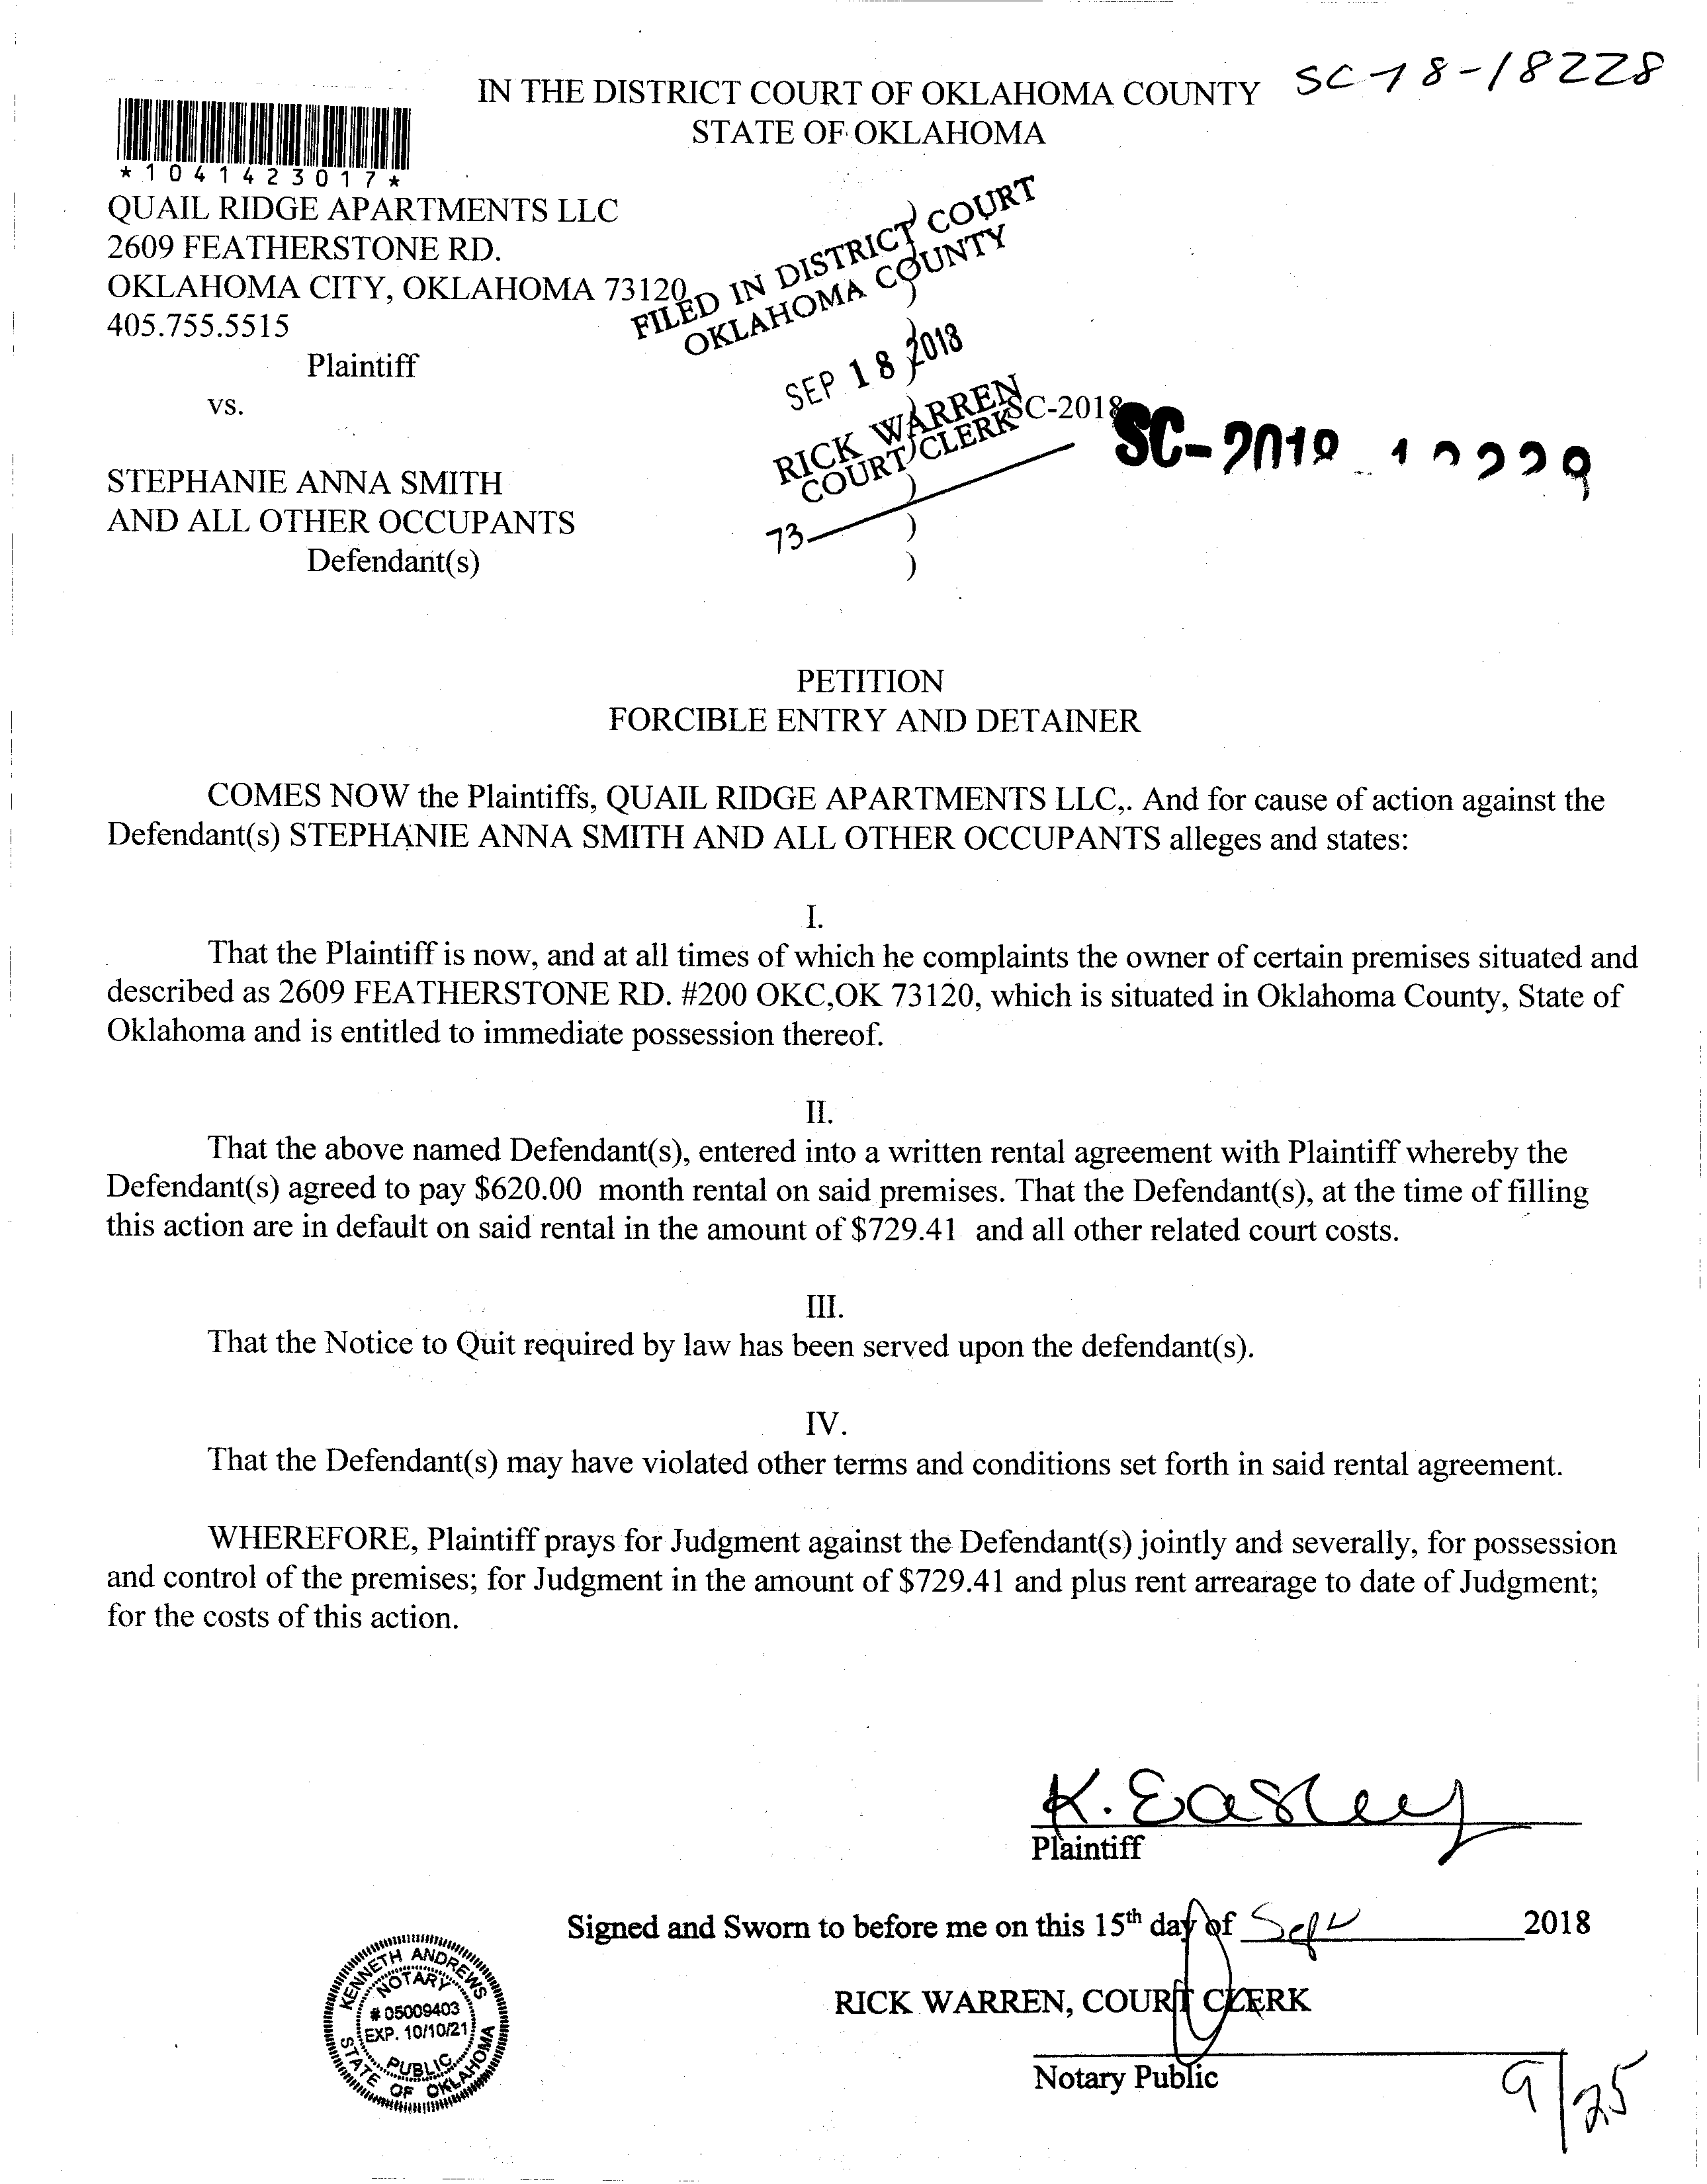 IN THE DISTRICT COURT OF OKLAHOMA COUNTY
SC-18-18228
STATE OF OKLAHOMA
*1041423017*
QUAIL RIDGE APARTMENTS LLC
2609 FEATHERSTONE RD.
OKLAHOMA CITY, OKLAHOMA 73120
405.755.5515
Plaintiff
vs.
STEPHANIE ANNA SMITH
AND ALL OTHER OCCUPANTS
Defendant(s)
)
)
)
)
)
)
)
)
FILED IN DISTRICT COURT
OKLAHOMA COUNTY
SEP 18 2018
RICK WARREN
COURT CLERK
73
SC-2018
SC-2018
PETITION
FORCIBLE ENTRY AND DETAINER
COMES NOW the Plaintiffs, QUAIL RIDGE APARTMENTS LLC,. And for cause of action against the
Defendant(s) STEPHANIE ANNA SMITH AND ALL OTHER OCCUPANTS alleges and states:
I.
That the Plaintiff is now, and at all times of which he complaints the owner of certain premises situated and
described as 2609 FEATHERSTONE RD. #200 OKC,OK 73120, which is situated in Oklahoma County, State of
Oklahoma and is entitled to immediate possession thereof.
II.
That the above named Defendant(s), entered into a written rental agreement with Plaintiff whereby the
Defendant(s) agreed to pay $620.00 month rental on said premises. That the Defendant(s), at the time of filling
this action are in default on said rental in the amount of $729.41 and all other related court costs.
III.
That the Notice to Quit required by law has been served upon the defendant(s).
IV.
That the Defendant(s) may have violated other terms and conditions set forth in said rental agreement.
WHEREFORE, Plaintiff prays for Judgment against the Defendant(s) jointly and severally, for possession
and control of the premises; for Judgment in the amount of $729.41 and plus rent arrearage to date of Judgment;
for the costs of this action.
K. Easley
Plaintiff
Signed and Sworn to before me on this 15th day of Sept 2018
RICK WARREN, COURT CLERK
Notary Public
KENNETH ANDREWS
NOTARY
# 05009403
EXP. 10/10/21
PUBLIC
STATE OF OKLAHOMA
9/25